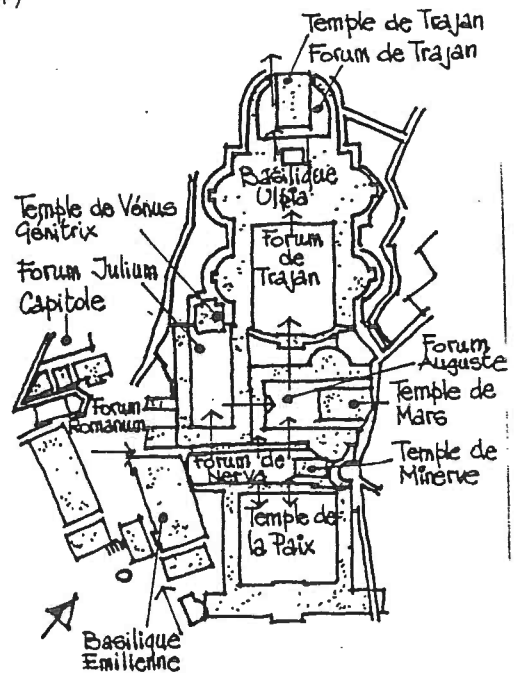 Temple de Trajan
Forum de Trajan
Basilique
Ulpia
Temple de Vénus
Génitrix
Forum
de
Trajan
Forum Julium
Capitole
Forum
Auguste
Temple de
Mars
Forum
Romanum
Temple de
Minerve
Forum de
Nerva
Temple de
la Paix
Basilique
Emilienne